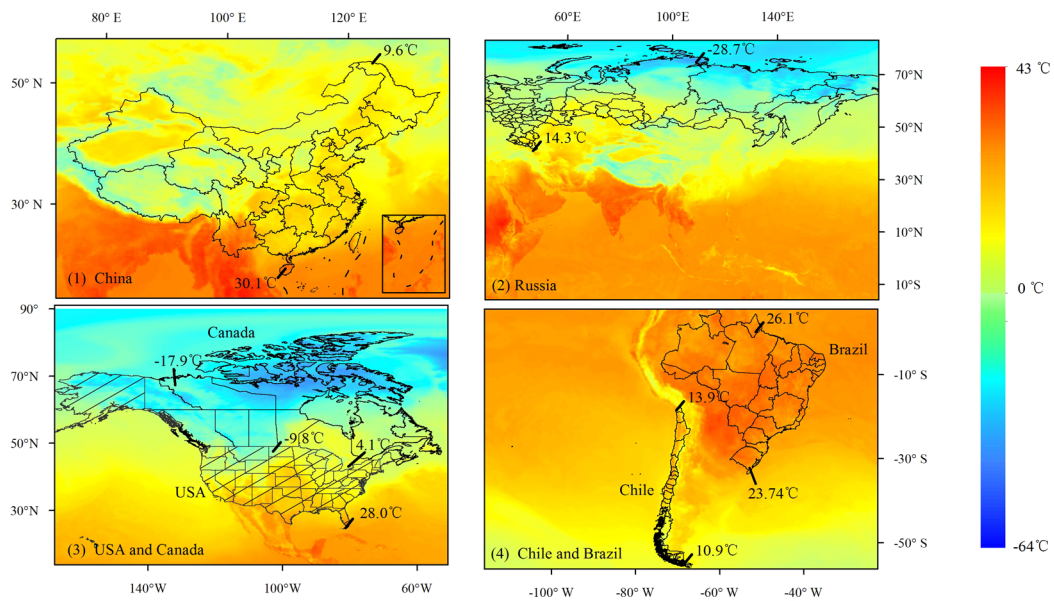 80° E 100° E 120° E
60°E 100°E 140°E
50° N
30° N
9.6℃
30.1℃
(1) China
-28.7℃
14.3℃
(2) Russia
70°N
50°N
30°N
10°N
10°S
43 ℃
0 ℃
-64℃
90°
70°N
50°N
30°N
Canada
-17.9℃
-9.8℃
4.1℃
USA
28.0℃
(3) USA and Canada
140°W 100°W 60°W
26.1℃
Brazil
13.9℃
Chile
23.74℃
10.9℃
(4) Chile and Brazil
-10° S
-30° S
-50° S
-100° W -80° W -60° W -40° W